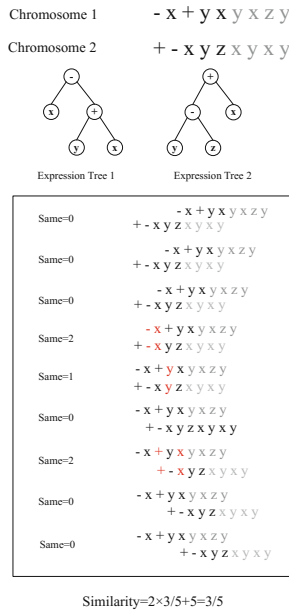 Chromosome 1 - x + y x y x z y
Chromosome 2 + - x y z x y x y
- +
x + - x
y x y z
Expression Tree 1 Expression Tree 2
- x + y x y x z y
Same=0
+ - x y z x y x y
- x + y x y x z y
Same=0
+ - x y z x y x y
- x + y x y x z y
Same=0
+ - x y z x y x y
- x + y x y x z y
Same=2
+ - x y z x y x y
- x + y x y x z y
Same=1
+ - x y z x y x y
- x + y x y x z y
Same=0
+ - x y z x y x y
- x + y x y x z y
Same=2
+ - x y z x y x y
- x + y x y x z y
Same=0
+ - x y z x y x y
- x + y x y x z y
Same=0
+ - x y z x y x y
Similarity=2×3/5+5=3/5